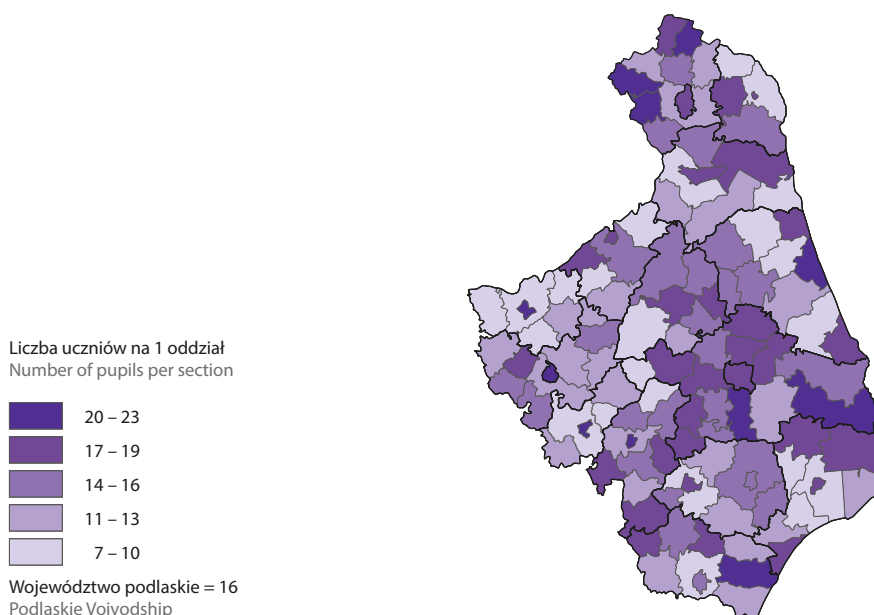 Liczba uczniów na 1 oddział
Number of pupils per section
20 – 23
17 – 19
14 – 16
11 – 13
7 – 10
Województwo podlaskie = 16
Podlaskie Voivodship